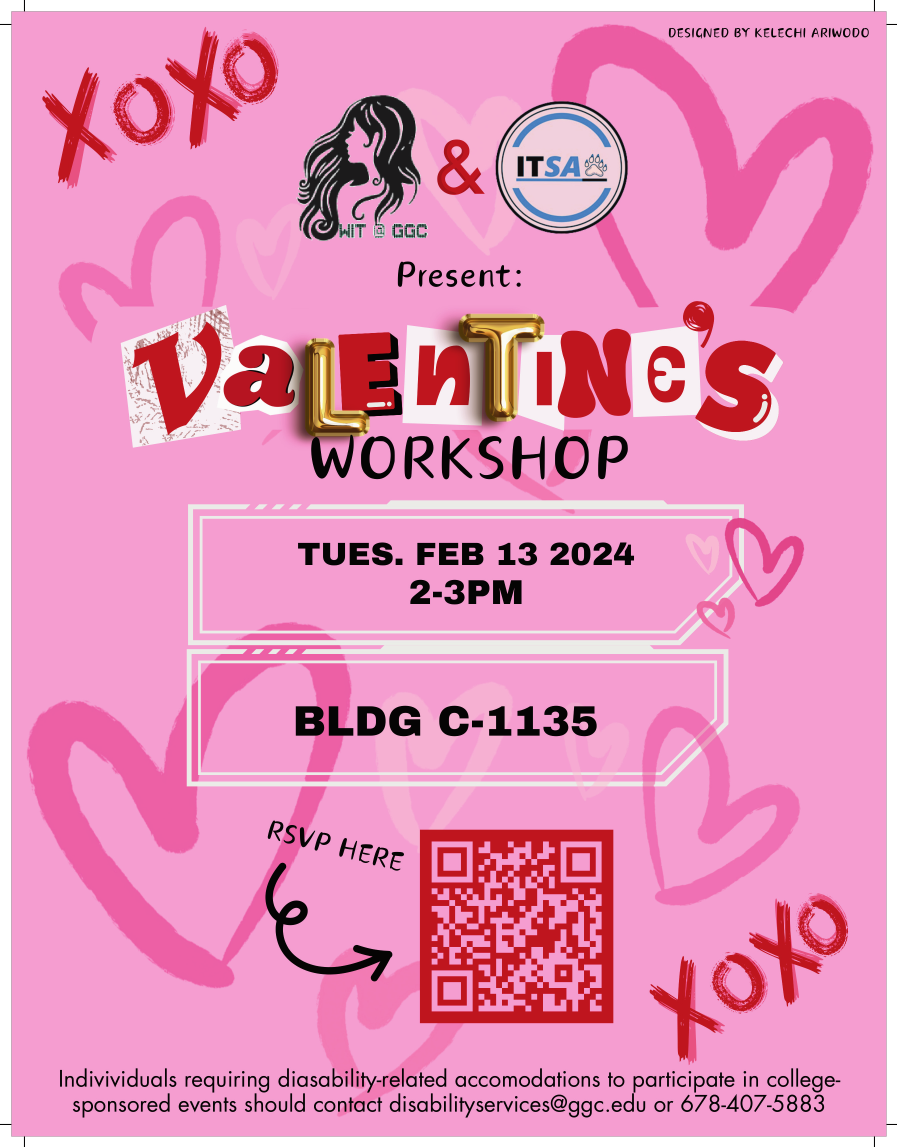 DESIGNED BY KELECHI ARIWODO
XOXO
WIT @ GGC
&
ITSA
Present:
VaLEnTINE'S
WORKSHOP
TUES. FEB 13 2024
2-3PM
BLDG C-1135
RSVP HERE
XOXO
Indivividuals requiring diasability-related accomodations to participate in college-
sponsored events should contact disabilityservices@ggc.edu or 678-407-5883